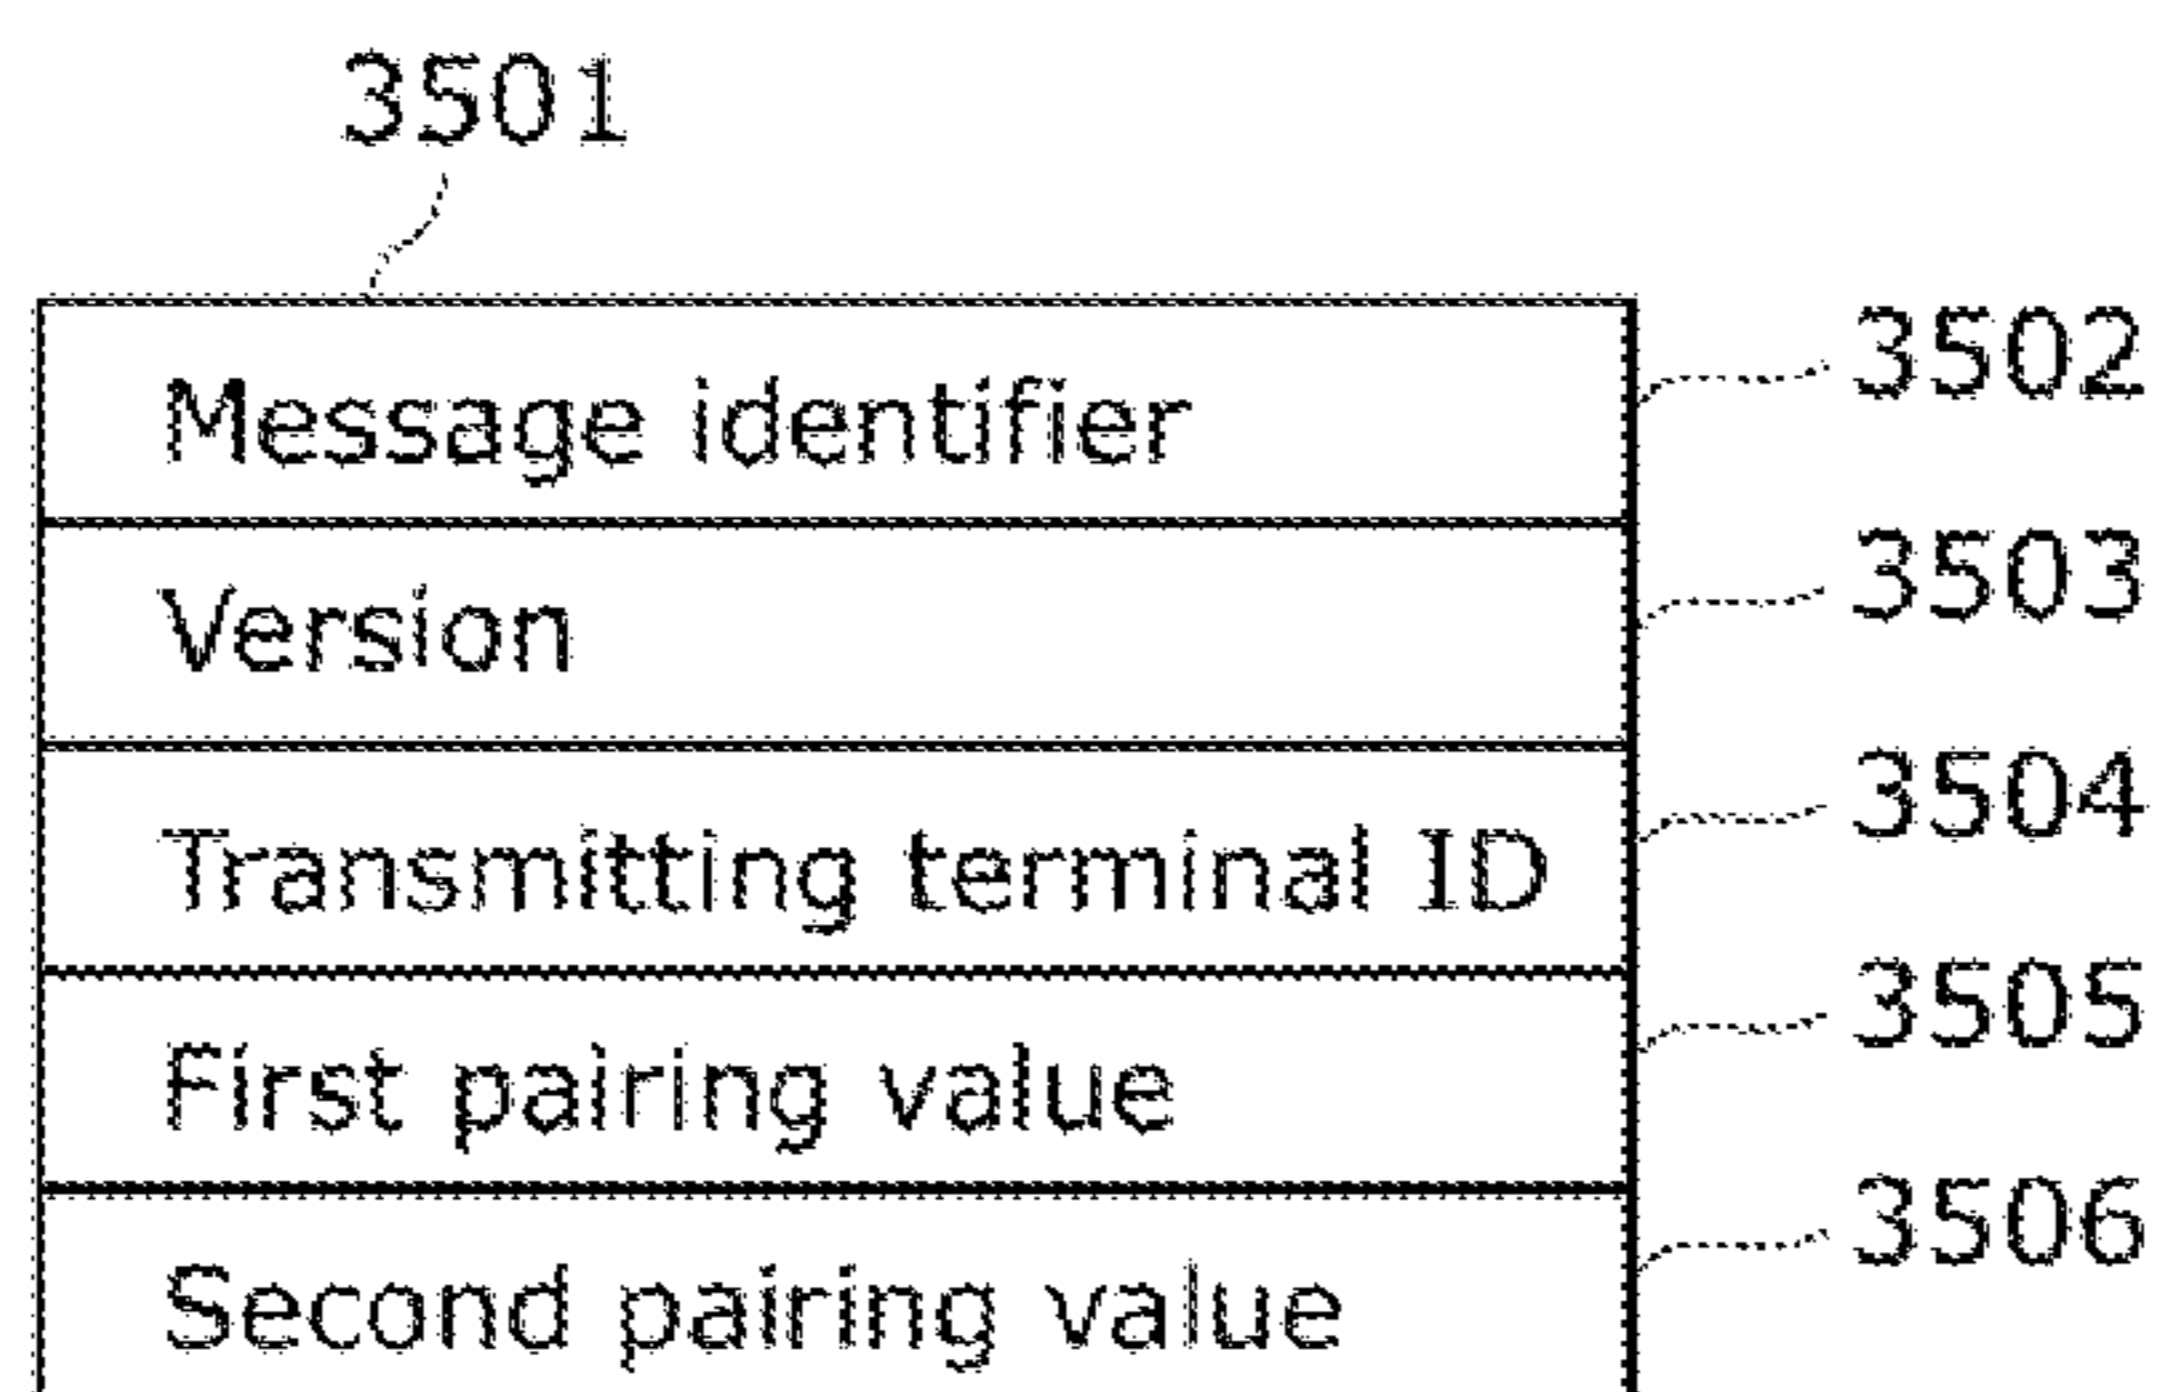 3501
Message identifier 3502
Version 3503
Transmitting terminal ID 3504
First pairing value 3505
Second pairing value 3506